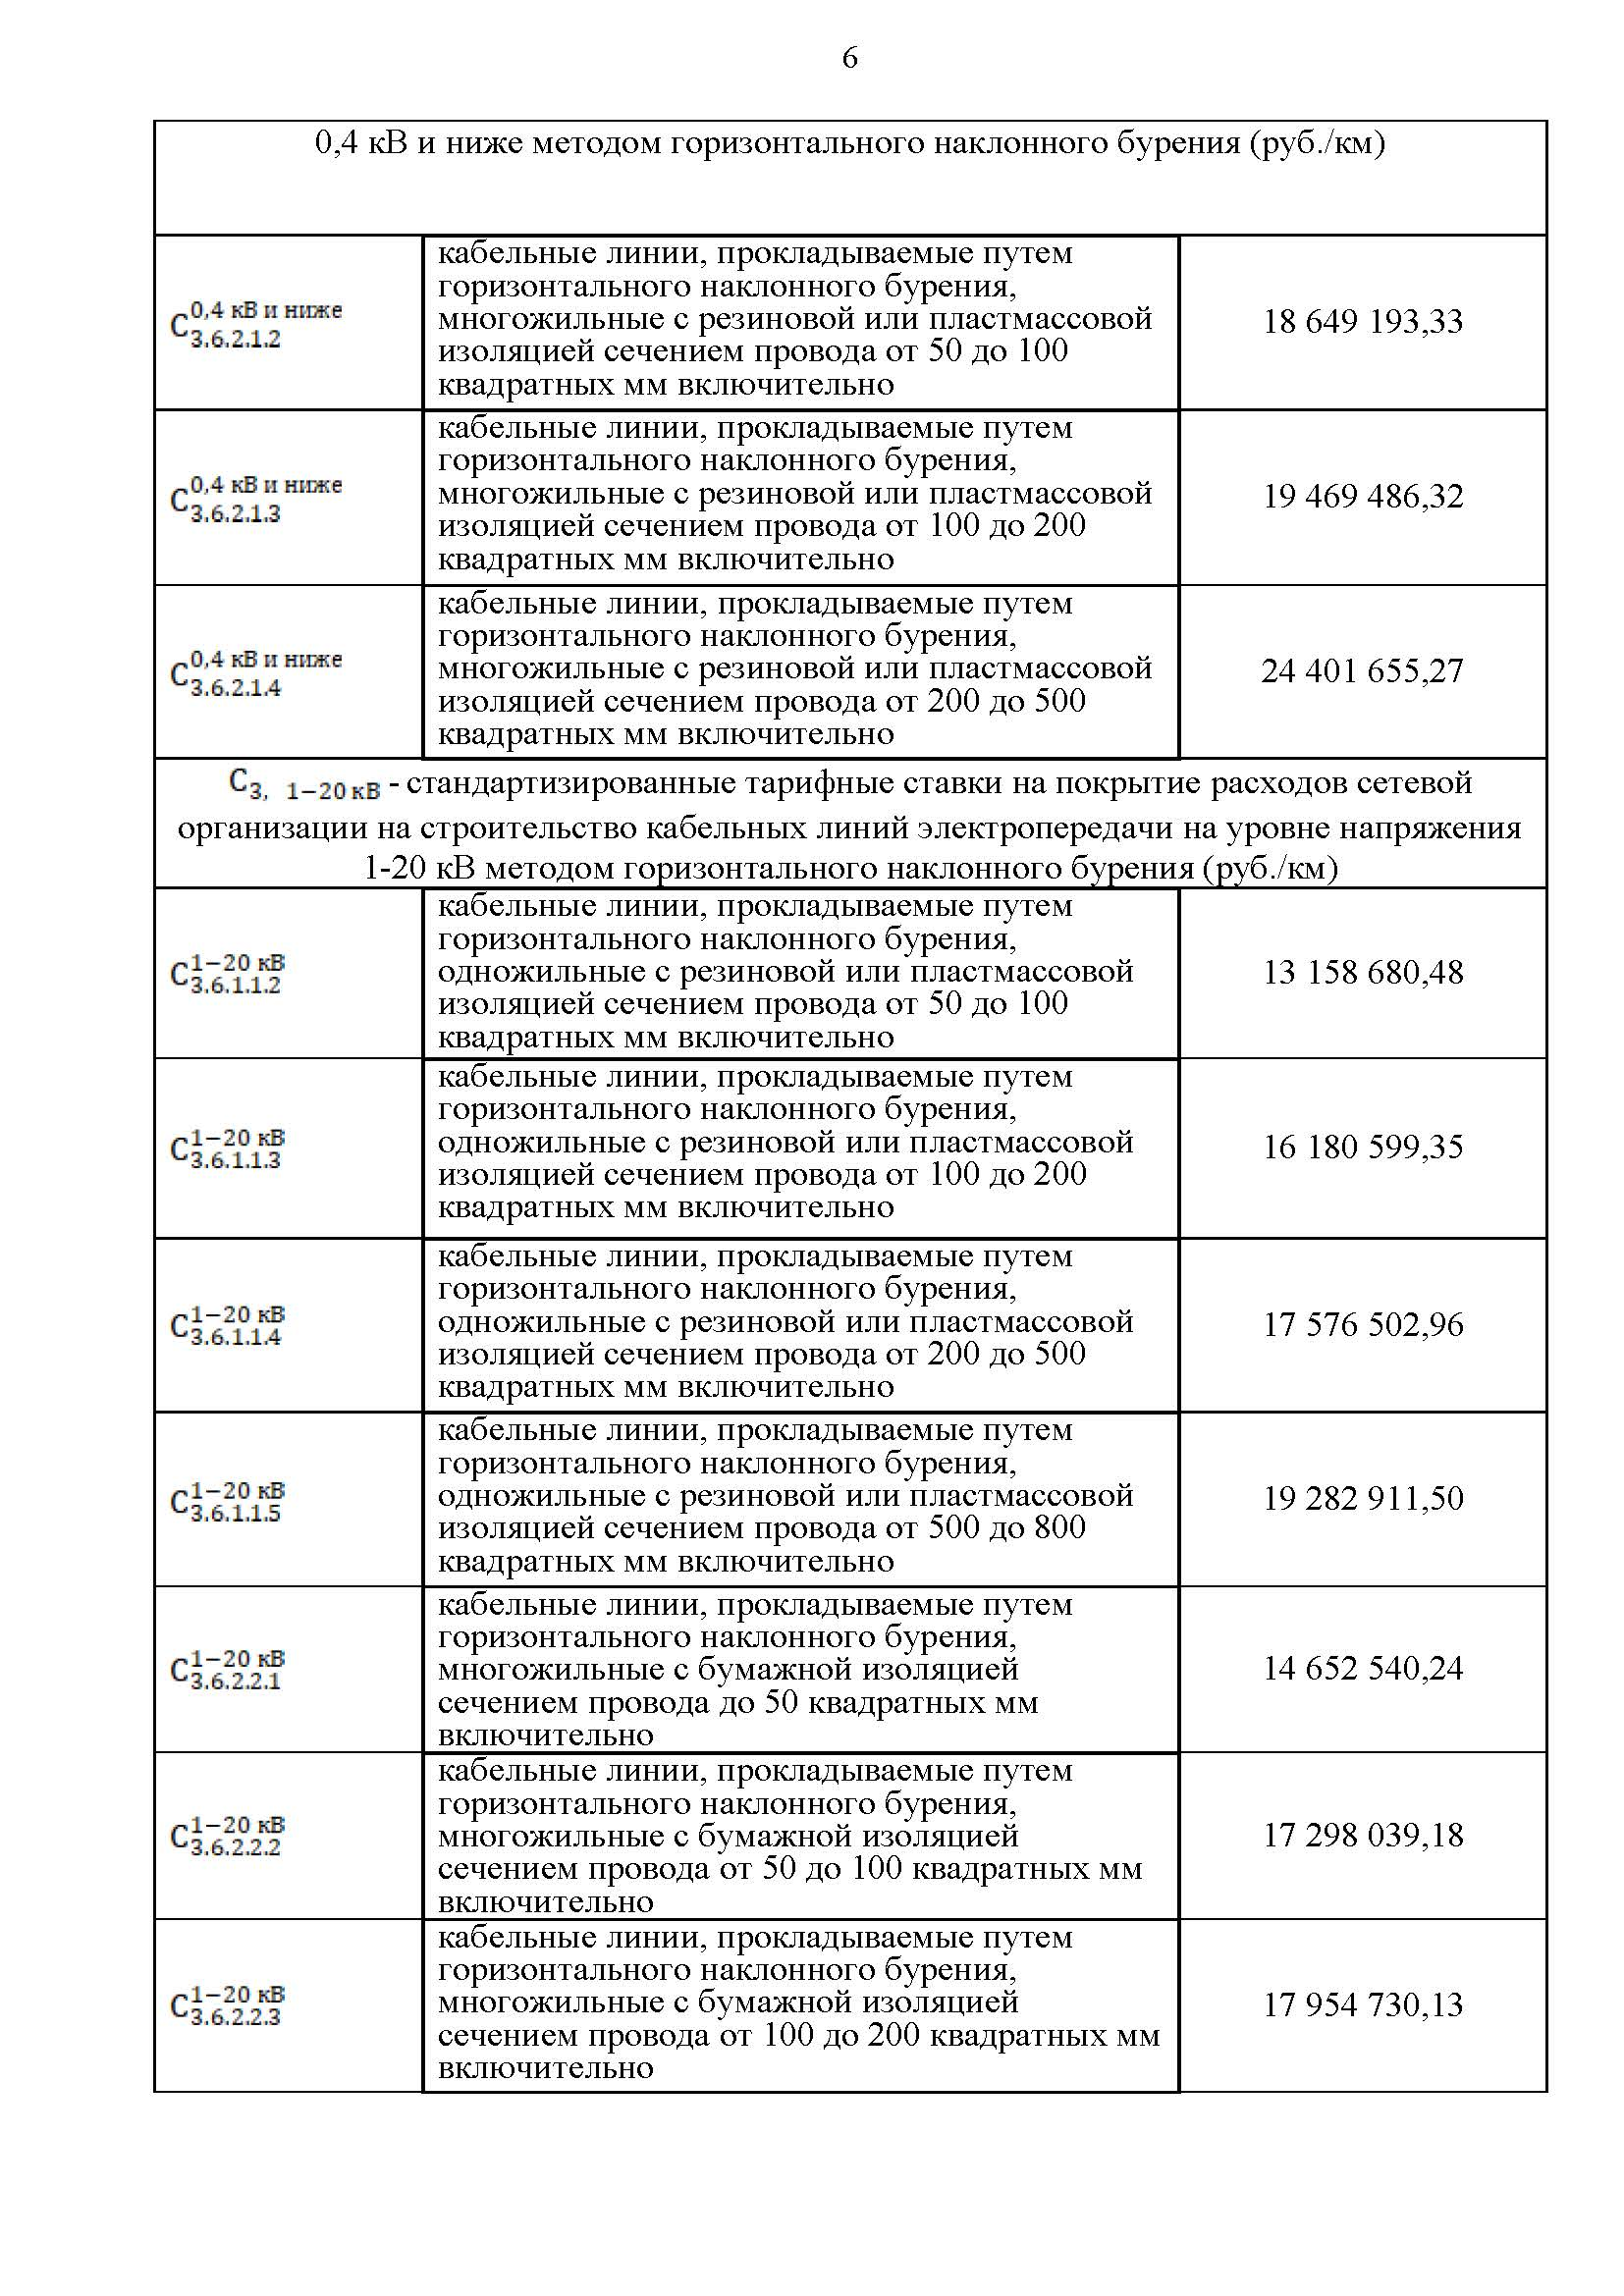 6
0,4 кВ и ниже методом горизонтального наклонного бурения (руб./км)
С 0,4 кВ и ниже 3.6.2.1.2
кабельные линии, прокладываемые путем
горизонтального наклонного бурения,
многожильные с резиновой или пластмассовой
изоляцией сечением провода от 50 до 100
квадратных мм включительно
18 649 193,33
С 0,4 кВ и ниже 3.6.2.1.3
кабельные линии, прокладываемые путем
горизонтального наклонного бурения,
многожильные с резиновой или пластмассовой
изоляцией сечением провода от 100 до 200
квадратных мм включительно
19 469 486,32
С 0,4 кВ и ниже 3.6.2.1.4
кабельные линии, прокладываемые путем
горизонтального наклонного бурения,
многожильные с резиновой или пластмассовой
изоляцией сечением провода от 200 до 500
квадратных мм включительно
24 401 655,27
С3, 1−20 кВ - стандартизированные тарифные ставки на покрытие расходов сетевой
организации на строительство кабельных линий электропередачи на уровне напряжения
1-20 кВ методом горизонтального наклонного бурения (руб./км)
С 1−20 кВ 3.6.1.1.2
кабельные линии, прокладываемые путем
горизонтального наклонного бурения,
одножильные с резиновой или пластмассовой
изоляцией сечением провода от 50 до 100
квадратных мм включительно
13 158 680,48
С 1−20 кВ 3.6.1.1.3
кабельные линии, прокладываемые путем
горизонтального наклонного бурения,
одножильные с резиновой или пластмассовой
изоляцией сечением провода от 100 до 200
квадратных мм включительно
16 180 599,35
С 1−20 кВ 3.6.1.1.4
кабельные линии, прокладываемые путем
горизонтального наклонного бурения,
одножильные с резиновой или пластмассовой
изоляцией сечением провода от 200 до 500
квадратных мм включительно
17 576 502,96
С 1−20 кВ 3.6.1.1.5
кабельные линии, прокладываемые путем
горизонтального наклонного бурения,
одножильные с резиновой или пластмассовой
изоляцией сечением провода от 500 до 800
квадратных мм включительно
19 282 911,50
С 1−20 кВ 3.6.2.2.1
кабельные линии, прокладываемые путем
горизонтального наклонного бурения,
многожильные с бумажной изоляцией
сечением провода до 50 квадратных мм
включительно
14 652 540,24
С 1−20 кВ 3.6.2.2.2
кабельные линии, прокладываемые путем
горизонтального наклонного бурения,
многожильные с бумажной изоляцией
сечением провода от 50 до 100 квадратных мм
включительно
17 298 039,18
С 1−20 кВ 3.6.2.2.3
кабельные линии, прокладываемые путем
горизонтального наклонного бурения,
многожильные с бумажной изоляцией
сечением провода от 100 до 200 квадратных мм
включительно
17 954 730,13